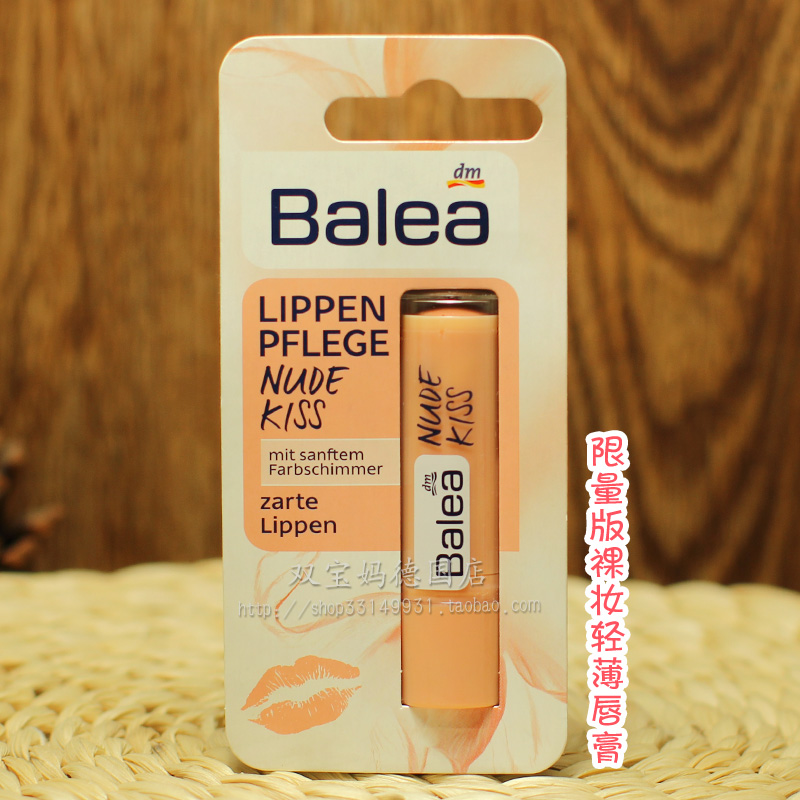 dm
Balea
LIPPEN
PFLEGE
NUDE
KISS
mit sanftem
Farbschimmer
zarte
Lippen
NUDE
KISS
dm
Balea
双宝妈德国店
http://shop33149931.taobao.com
限量版裸妆轻薄唇膏